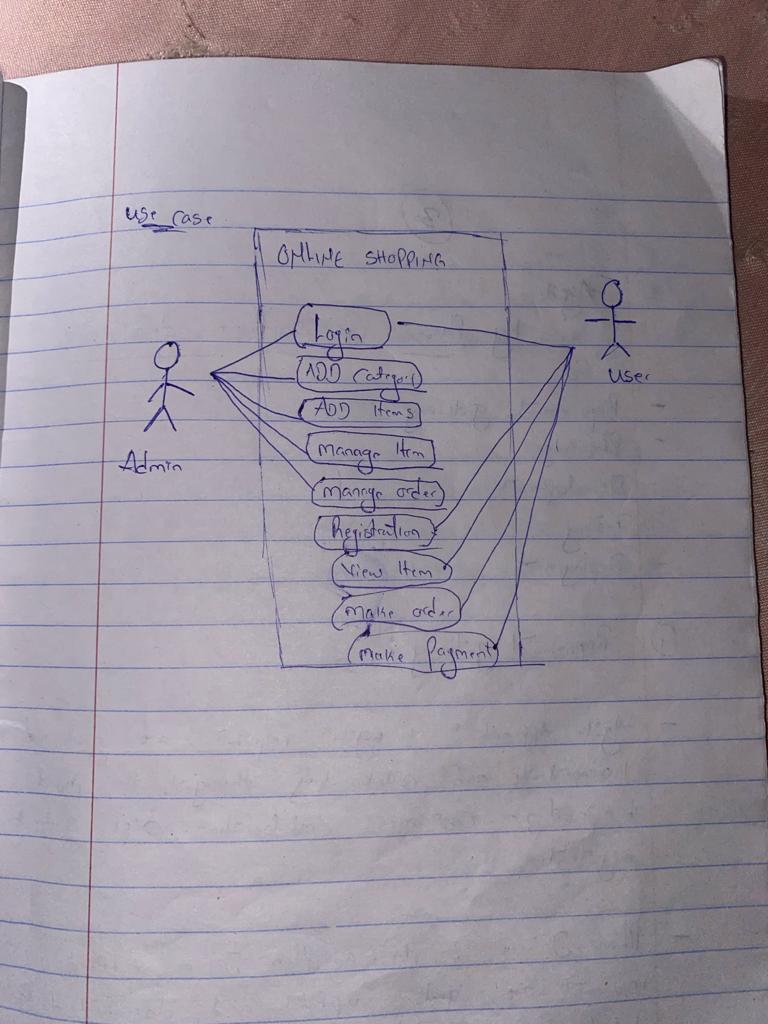 use case
ONLINE SHOPPING
Login
ADD Categori
ADD Items
Manage Item
manage order
Registration
View Item
Make order
Make Payment
Admin
User